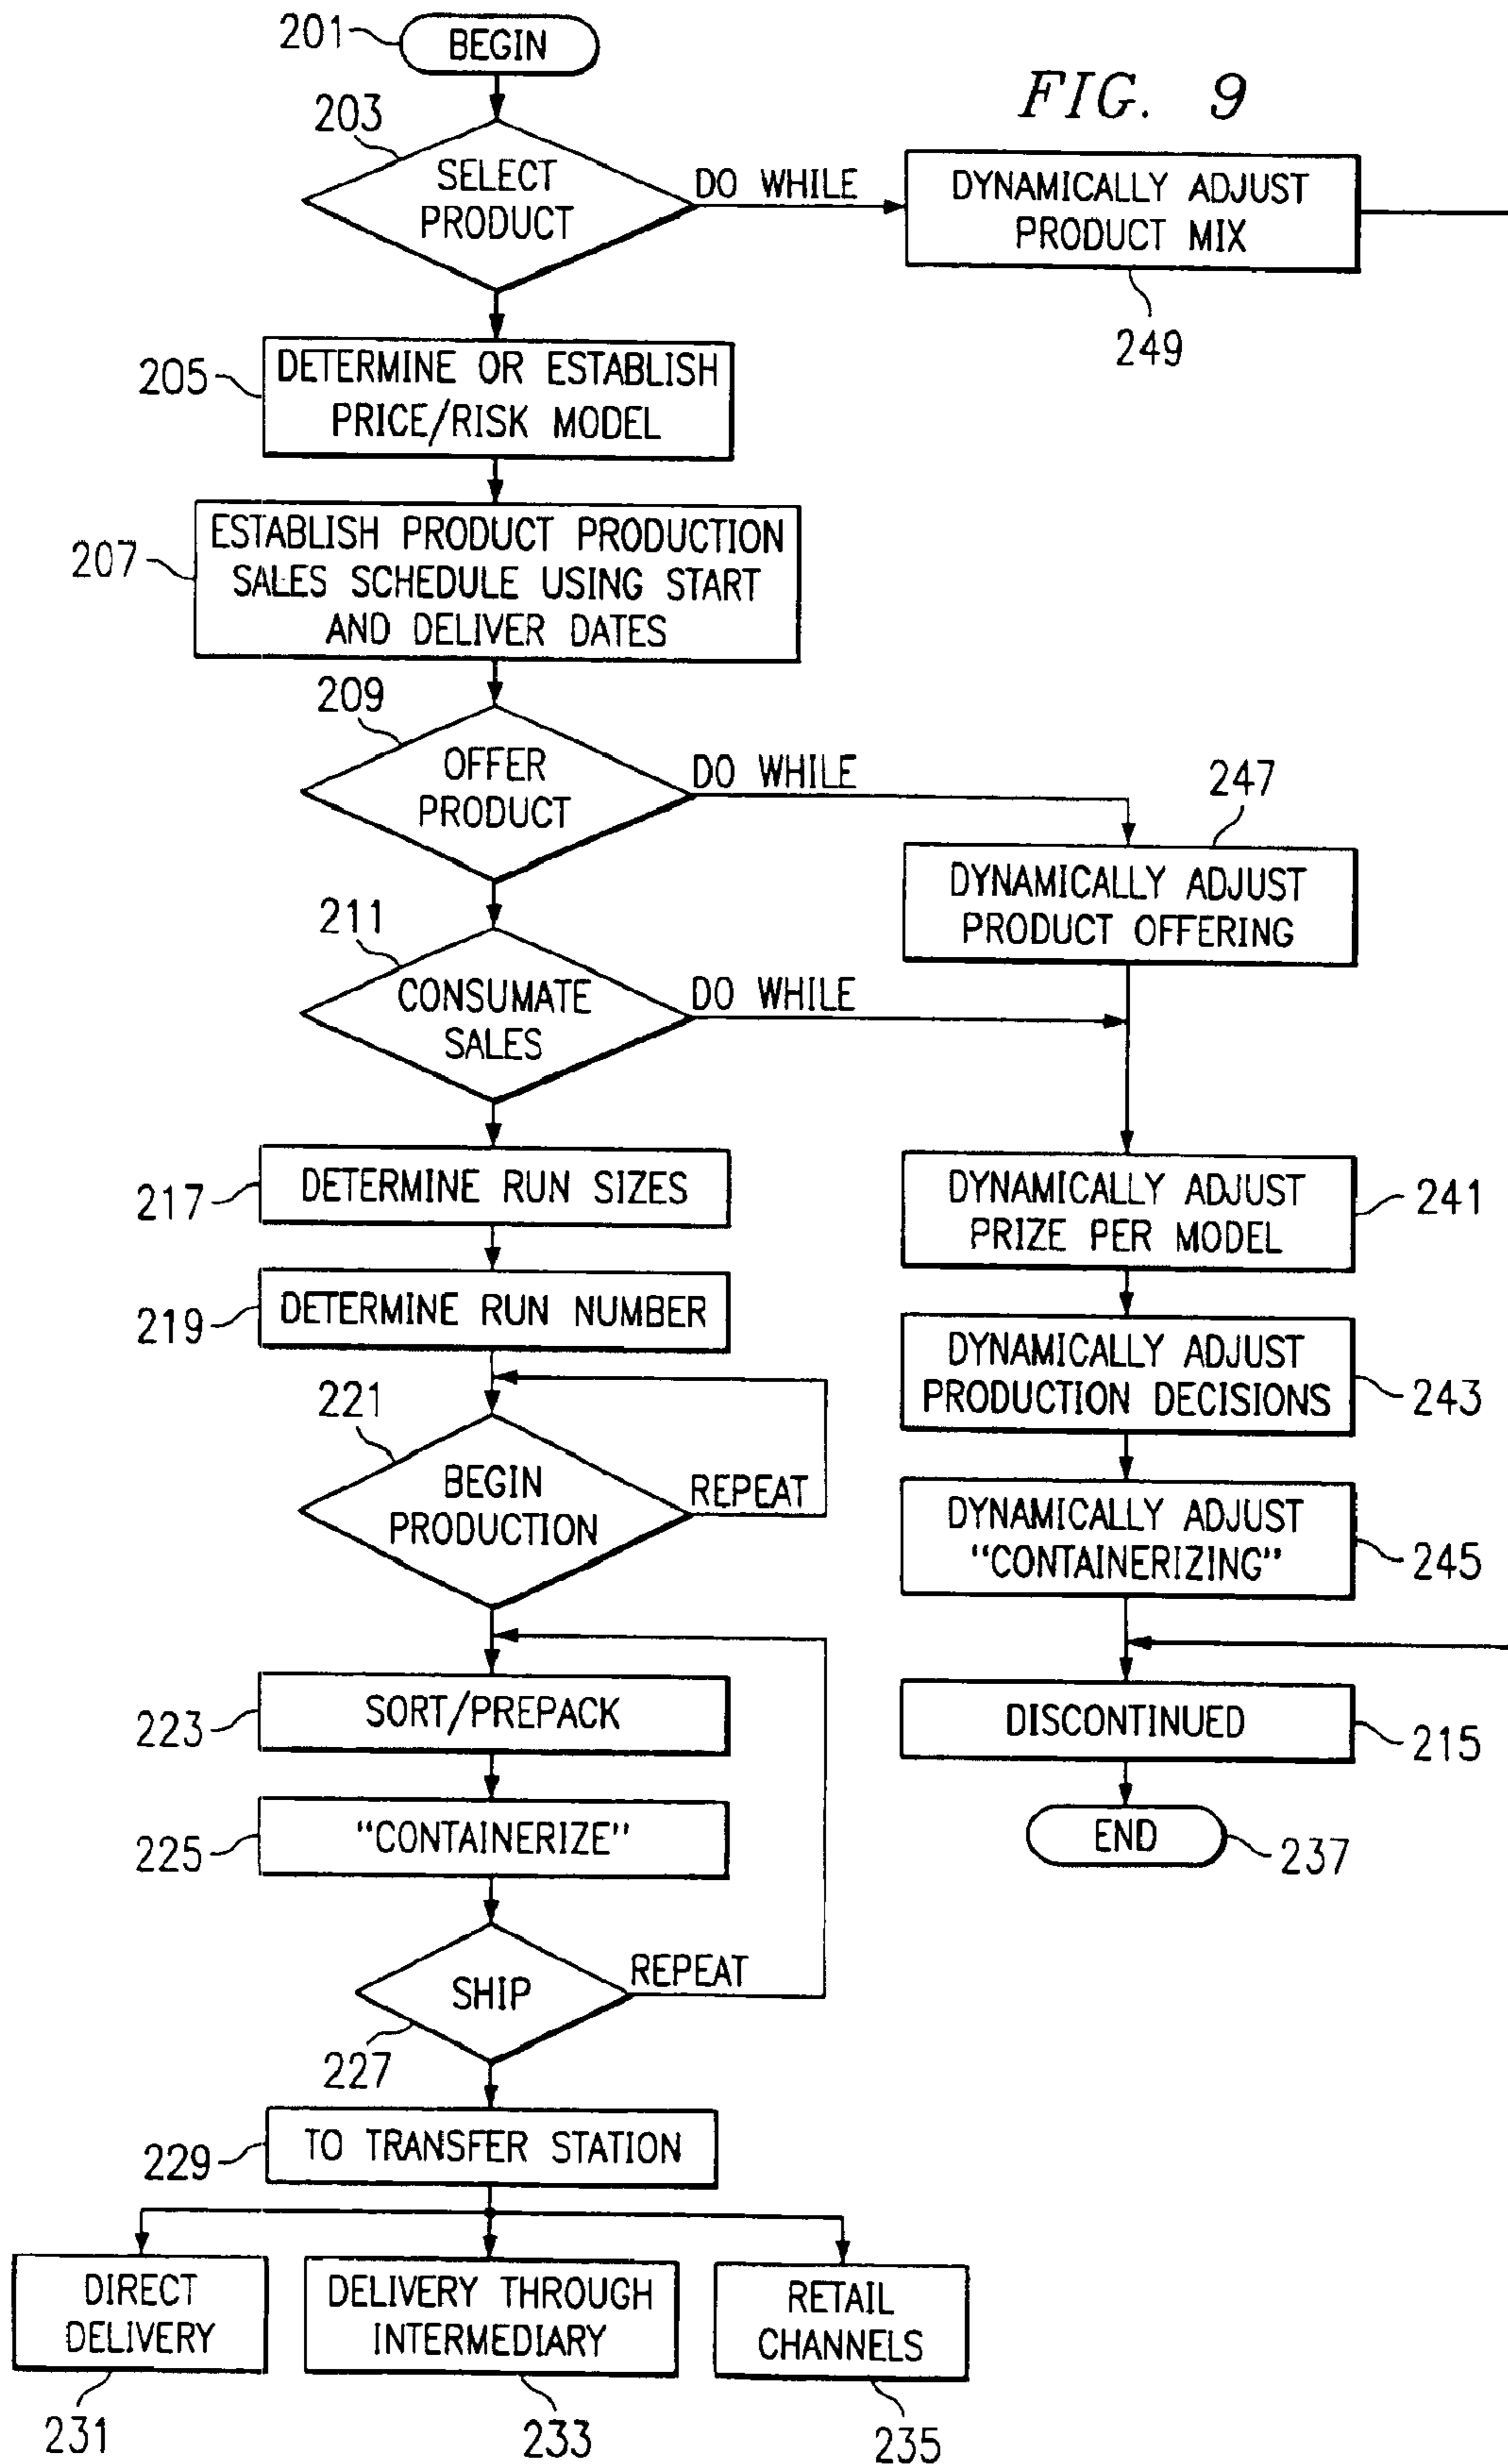 FIG. 9
201
BEGIN
203
SELECT
PRODUCT
DO WHILE
DYNAMICALLY ADJUST
PRODUCT MIX
249
205
DETERMINE OR ESTABLISH
PRICE/RISK MODEL
207
ESTABLISH PRODUCT PRODUCTION
SALES SCHEDULE USING START
AND DELIVER DATES
209
OFFER
PRODUCT
DO WHILE
247
DYNAMICALLY ADJUST
PRODUCT OFFERING
211
CONSUMATE
SALES
DO WHILE
217
DETERMINE RUN SIZES
DYNAMICALLY ADJUST
PRIZE PER MODEL
241
219
DETERMINE RUN NUMBER
DYNAMICALLY ADJUST
PRODUCTION DECISIONS
243
221
BEGIN
PRODUCTION
REPEAT
DYNAMICALLY ADJUST
"CONTAINERIZING"
245
223
SORT/PREPACK
DISCONTINUED
215
225
"CONTAINERIZE"
END
237
SHIP
REPEAT
227
229
TO TRANSFER STATION
DIRECT
DELIVERY
231
DELIVERY THROUGH
INTERMEDIARY
233
RETAIL
CHANNELS
235